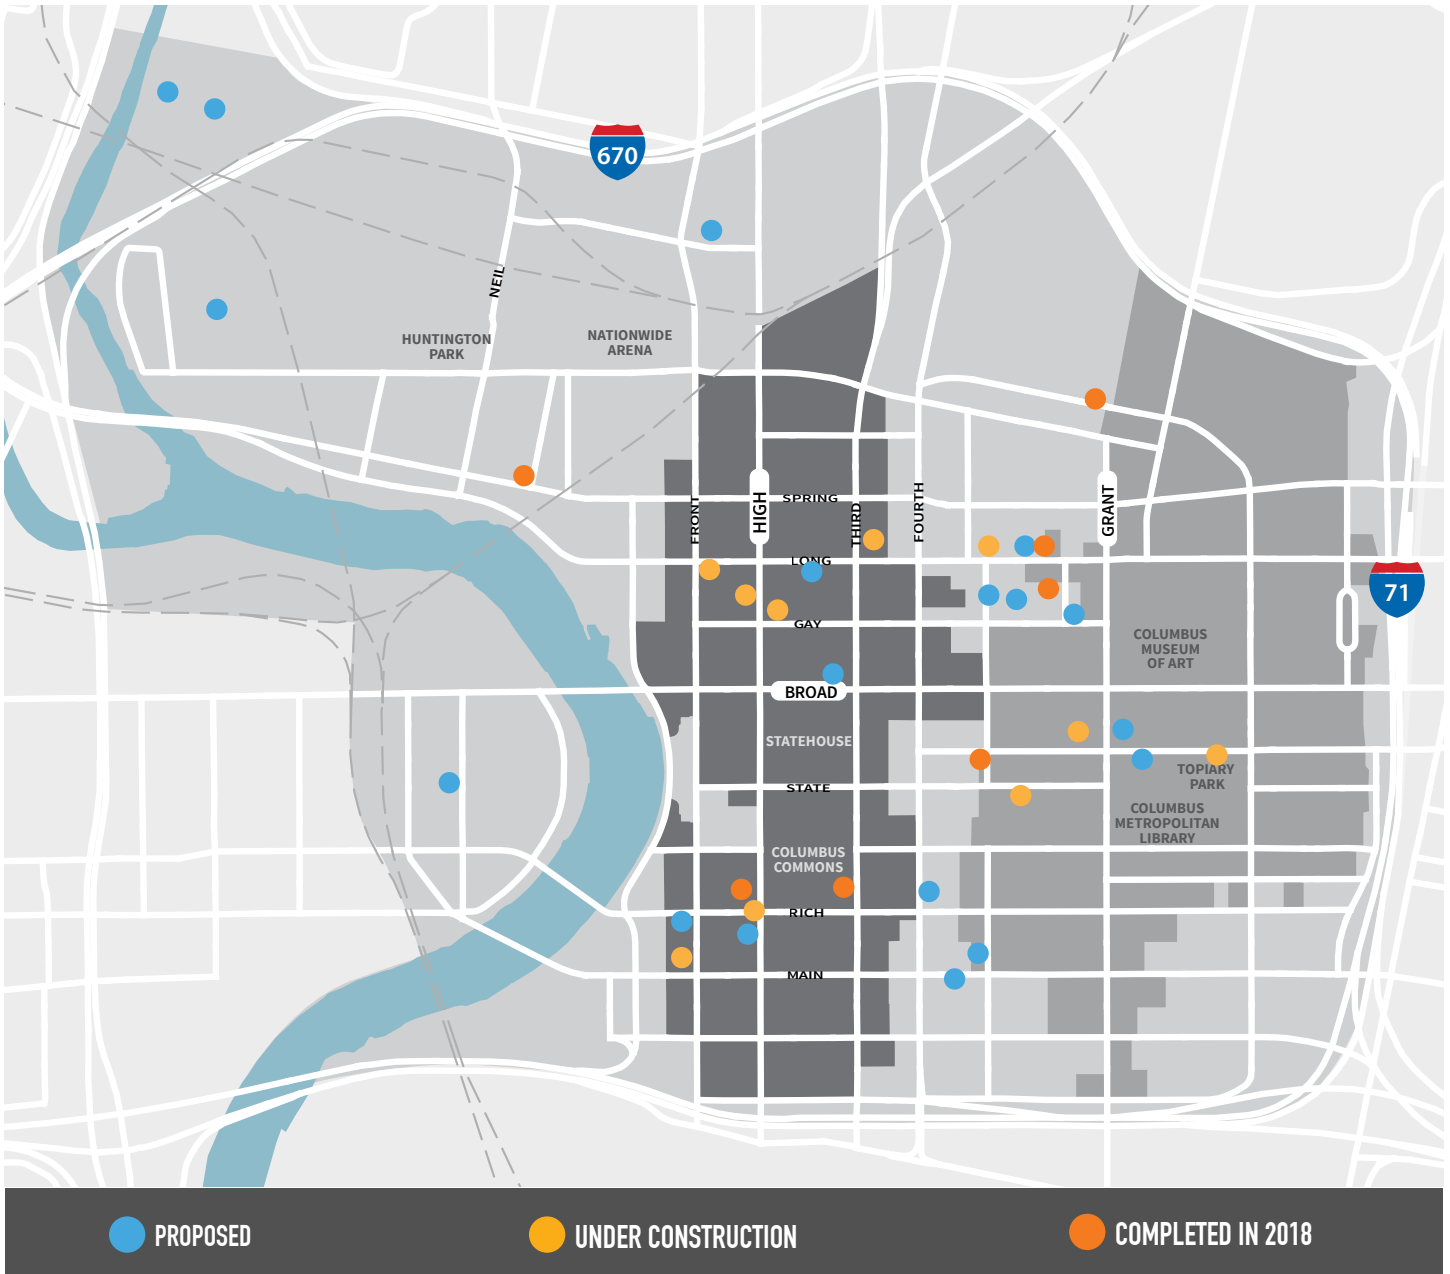 670
NEIL
HUNTINGTON
PARK
NATIONWIDE
ARENA
FRONT
HIGH
SPRING
THIRD
FOURTH
GRANT
LONG
71
GAY
COLUMBUS
MUSEUM
OF ART
BROAD
STATEHOUSE
TOPIARY
PARK
STATE
COLUMBUS
METROPOLITAN
LIBRARY
COLUMBUS
COMMONS
RICH
MAIN
PROPOSED
UNDER CONSTRUCTION
COMPLETED IN 2018